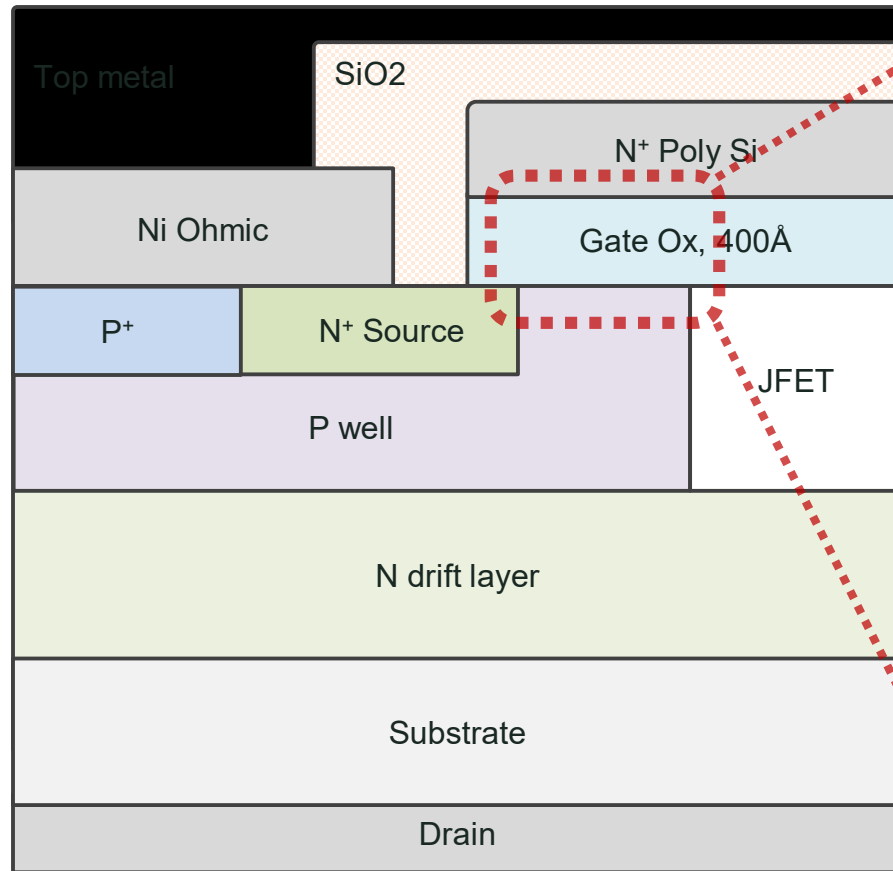 Top metal
SiO2
N⁺ Poly Si
Ni Ohmic
Gate Ox, 400Å
P⁺
N⁺ Source
JFET
P well
N drift layer
Substrate
Drain